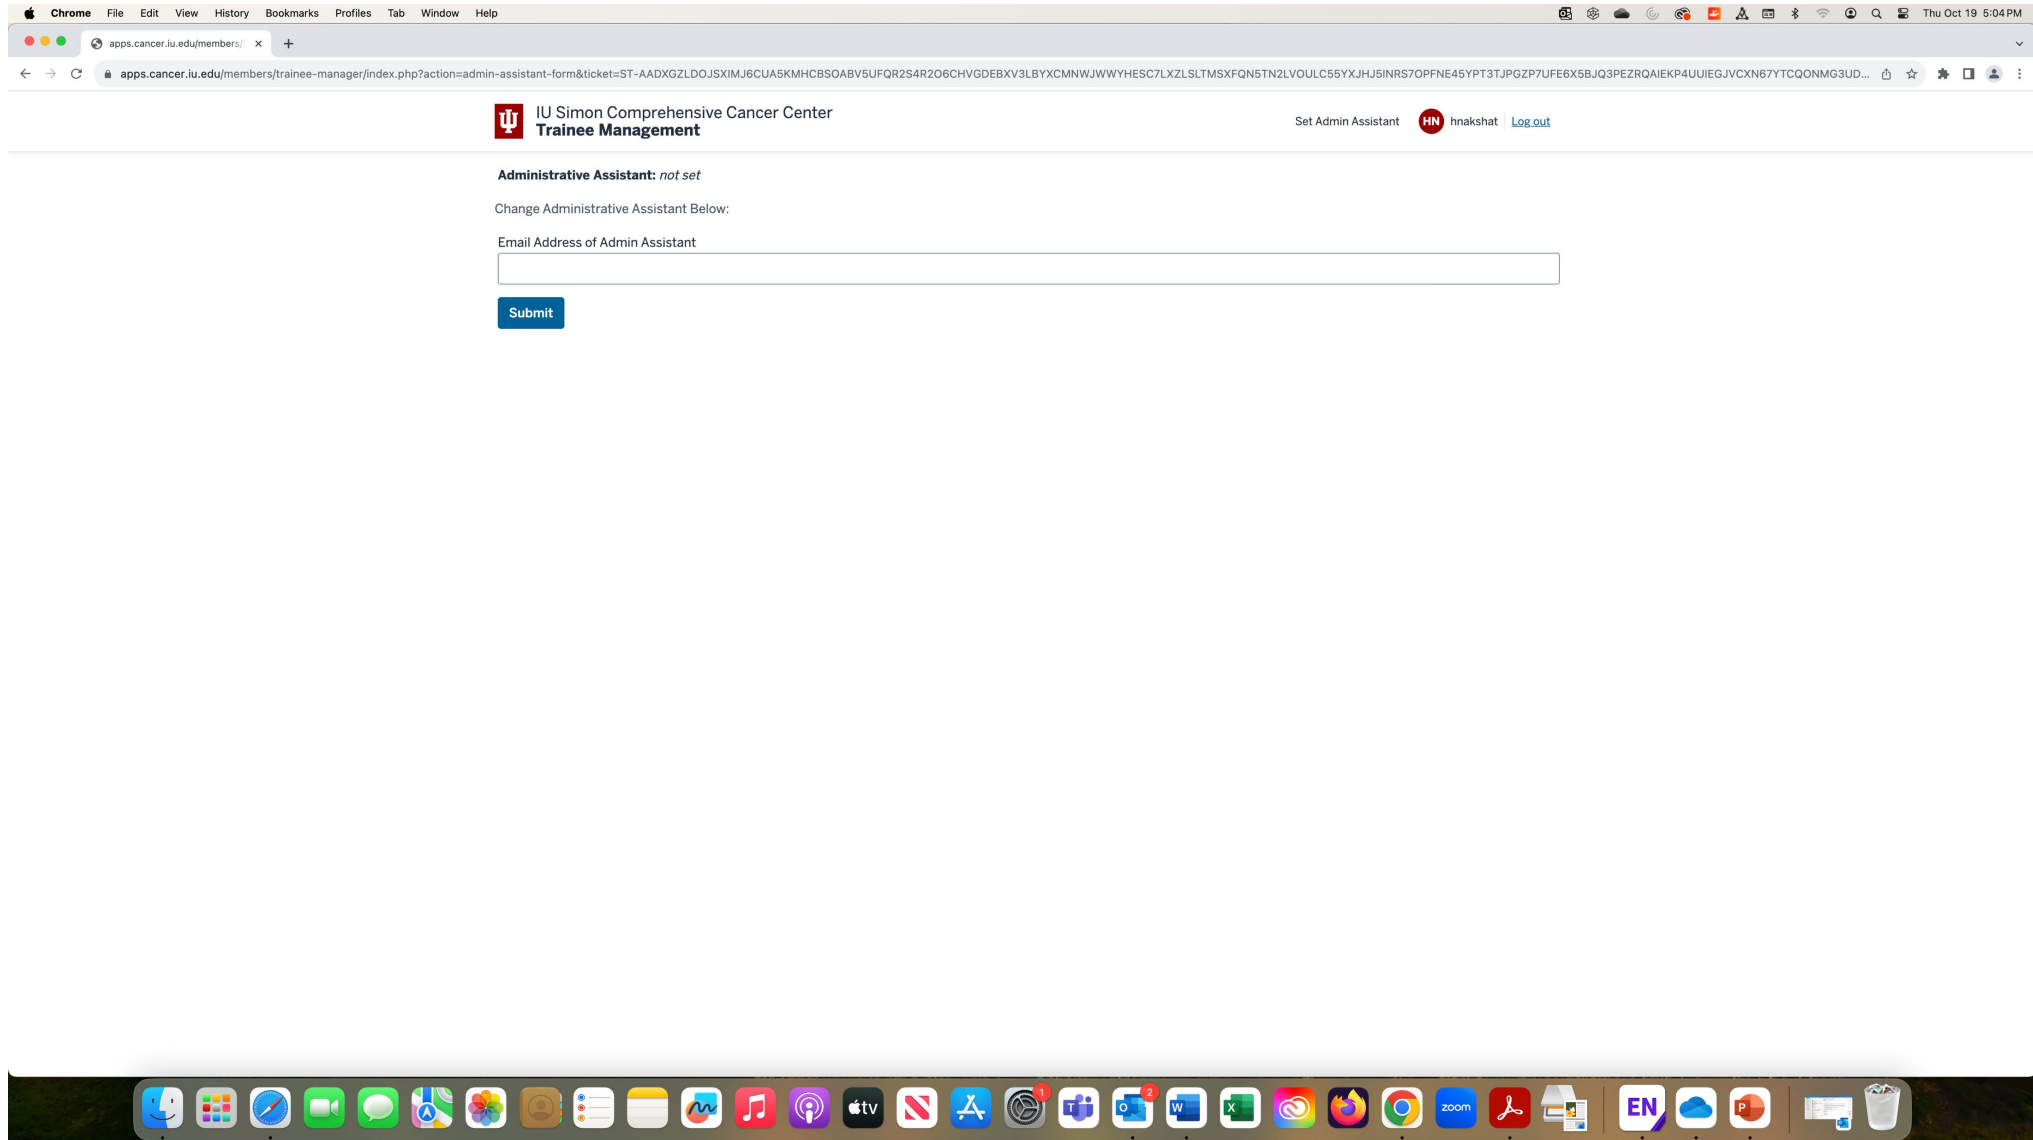 Chrome File Edit View History Bookmarks Profiles Tab Window Help Thu Oct 19 5:04 PM
apps.cancer.iu.edu/members/
apps.cancer.iu.edu/members/trainee-manager/index.php?action=admin-assistant-form&ticket=ST-AADXGZLDOJSXIMJ6CUA5KMHCBSOABV5UFQR2S4R2O6CHVGDEBXV3LBYXCMNWJWWYHESC7LXZLSLTMSXFQN5TN2LVOULC55YXJHJ5INRS7OPFNE45YPT3TJPGZP7UFE6X5BJQ3PEZRQAIEKP4UUIEGJVCXN67YTCQONMG3UD...
IU Simon Comprehensive Cancer Center
Trainee Management
Set Admin Assistant HN hnakshat Log out
Administrative Assistant: not set
Change Administrative Assistant Below:
Email Address of Admin Assistant
Submit
tv 1 2 W X zoom EN P